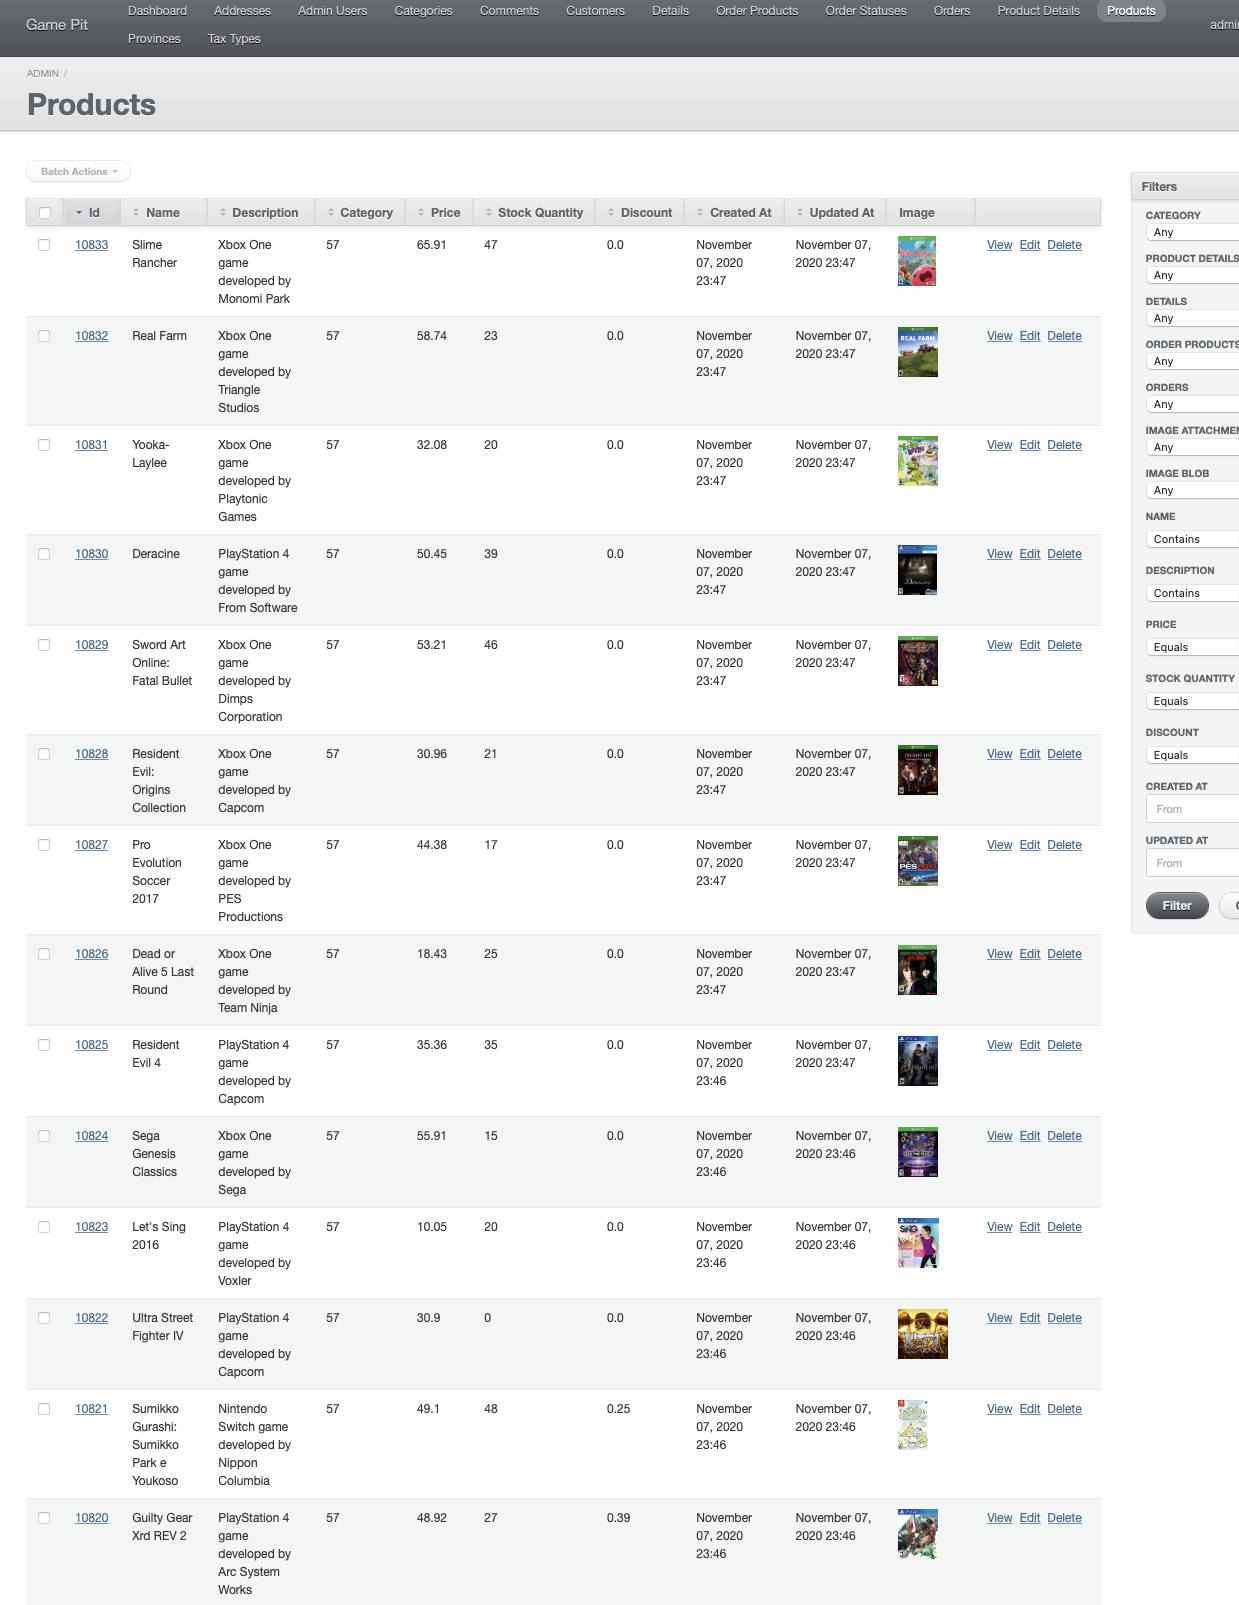 Game Pit
Dashboard Addresses Admin Users Categories Comments Customers Details Order Products Order Statuses Orders Product Details Products
Provinces Tax Types
ADMIN /
Products
Batch Actions
Id Name Description Category Price Stock Quantity Discount Created At Updated At Image
10833 Slime Xbox One 57 65.91 47 0.0 November November 07, View Edit Delete
Rancher game 07, 2020 2020 23:47
developed by 23:47
Monomi Park
10832 Real Farm Xbox One 57 58.74 23 0.0 November November 07, View Edit Delete
game 07, 2020 2020 23:47
developed by 23:47
Triangle
Studios
10831 Yooka- Xbox One 57 32.08 20 0.0 November November 07, View Edit Delete
Laylee game 07, 2020 2020 23:47
developed by 23:47
Playtonic
Games
10830 Deracine PlayStation 4 57 50.45 39 0.0 November November 07, View Edit Delete
game 07, 2020 2020 23:47
developed by 23:47
From Software
10829 Sword Art Xbox One 57 53.21 46 0.0 November November 07, View Edit Delete
Online: game 07, 2020 2020 23:47
Fatal Bullet developed by 23:47
Dimps
Corporation
10828 Resident Xbox One 57 30.96 21 0.0 November November 07, View Edit Delete
Evil: game 07, 2020 2020 23:47
Origins developed by 23:47
Collection Capcom
10827 Pro Xbox One 57 44.38 17 0.0 November November 07, View Edit Delete
Evolution game 07, 2020 2020 23:47
Soccer developed by 23:47
2017 PES
Productions
10826 Dead or Xbox One 57 18.43 25 0.0 November November 07, View Edit Delete
Alive 5 Last game 07, 2020 2020 23:47
Round developed by 23:47
Team Ninja
10825 Resident PlayStation 4 57 35.36 35 0.0 November November 07, View Edit Delete
Evil 4 game 07, 2020 2020 23:47
developed by 23:46
Capcom
10824 Sega Xbox One 57 55.91 15 0.0 November November 07, View Edit Delete
Genesis game 07, 2020 2020 23:46
Classics developed by 23:46
Sega
10823 Let's Sing PlayStation 4 57 10.05 20 0.0 November November 07, View Edit Delete
2016 game 07, 2020 2020 23:46
developed by 23:46
Voxler
10822 Ultra Street PlayStation 4 57 30.9 0 0.0 November November 07, View Edit Delete
Fighter IV game 07, 2020 2020 23:46
developed by 23:46
Capcom
10821 Sumikko Nintendo 57 49.1 48 0.25 November November 07, View Edit Delete
Gurashi: Switch game 07, 2020 2020 23:46
Sumikko developed by 23:46
Park e Nippon
Youkoso Columbia
10820 Guilty Gear PlayStation 4 57 48.92 27 0.39 November November 07, View Edit Delete
Xrd REV 2 game 07, 2020 2020 23:46
developed by 23:46
Arc System
Works
REAL FARM
Filters
CATEGORY
Any
PRODUCT DETAILS
Any
DETAILS
Any
ORDER PRODUCTS
Any
ORDERS
Any
IMAGE
Any
IMAGE BLOB
Any
NAME
Contains
DESCRIPTION
Contains
PRICE
Equals
STOCK QUANTITY
Equals
DISCOUNT
Equals
CREATED AT
From
UPDATED AT
From
Filter